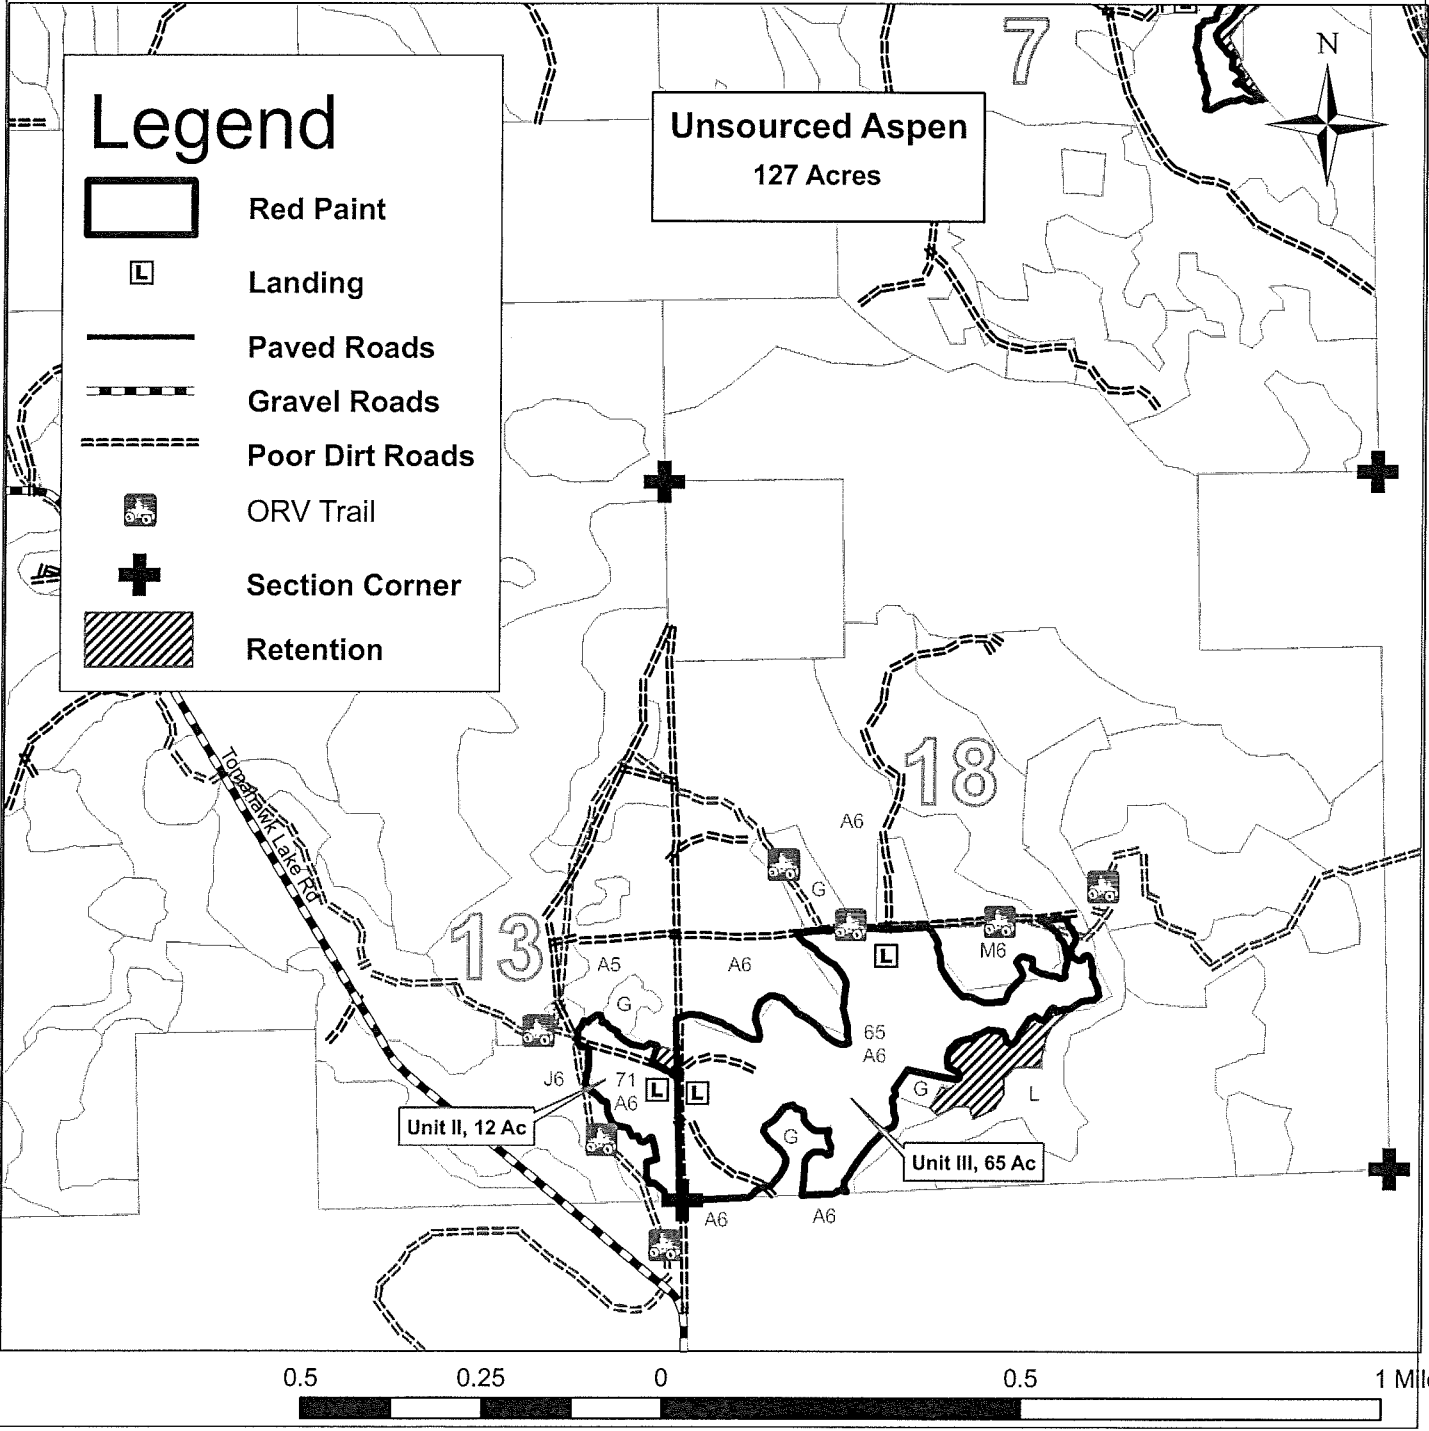 7
N
Legend
Red Paint
L
Landing
Paved Roads
Gravel Roads
Poor Dirt Roads
ORV Trail
Section Corner
Retention
Unsourced Aspen
127 Acres
Tomahawk Lake Rd
18
A6
G
13
A5
A6
L
M6
G
65
A6
J6
71
A6
L
L
G
L
Unit II, 12 Ac
G
Unit III, 65 Ac
A6
A6
0.5
0.25
0
0.5
1 Mile